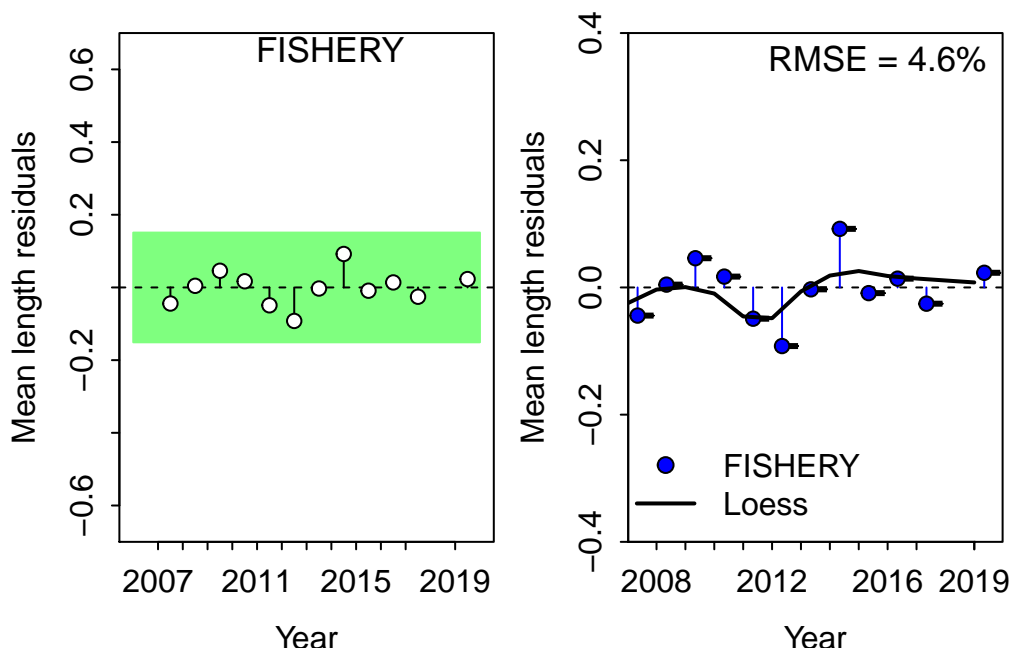 FISHERY
Mean length residuals
0.6
0.4
0.2
−0.2
−0.6
2007 2011 2015 2019
Year
RMSE = 4.6%
Mean length residuals
0.4
0.2
0.0
−0.2
−0.4
FISHERY
Loess
2008 2012 2016 2019
Year